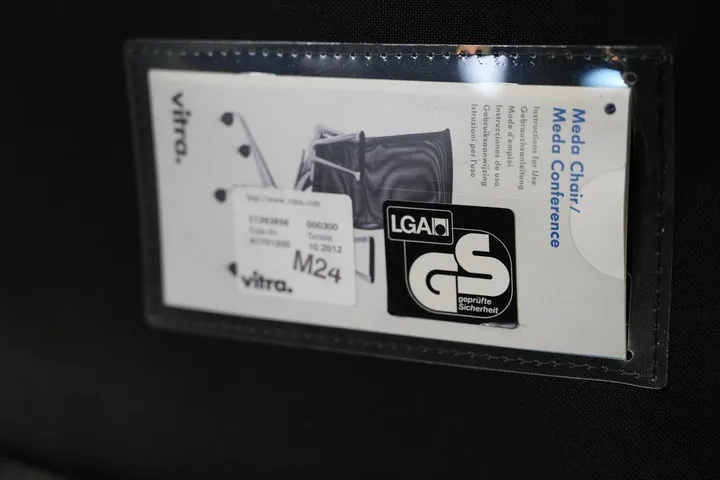 vitra.
Meda Chair/
Meda Conference
Instructions for Use
Gebrauchsanleitung
Mode d'emploi
Instrucciones de uso
Gebruiksaanwijzing
Istruzioni per l'uso
000300
10.2012
M24
vitra.
LGA
GS
geprüfte
Sicherheit